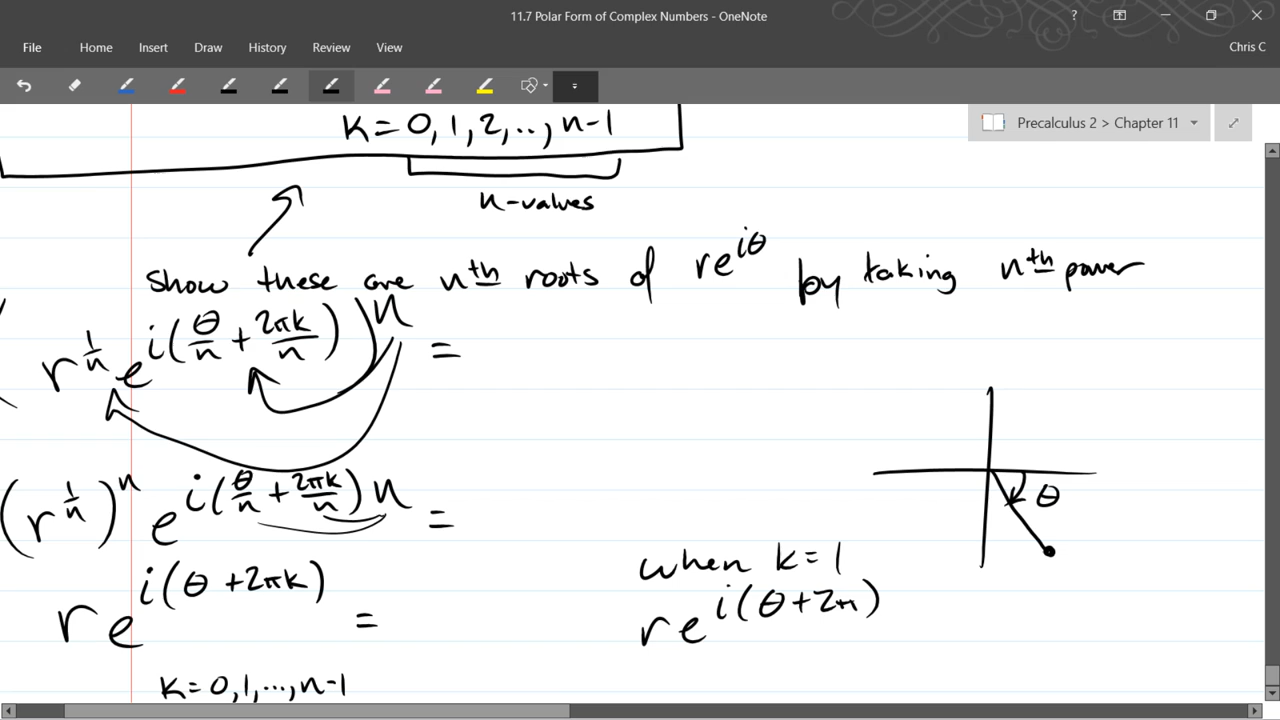 11.7 Polar Form of Complex Numbers - OneNote
?
File Home Insert Draw History Review View
Chris C
Precalculus 2 > Chapter 11
k = 0, 1, 2, .., n-1
n-values
show these are nth roots of re^{iθ} by taking nth power
(r^{1/n} e^{i(θ/n + 2πk/n)})^n =
(r^{1/n})^n e^{i(θ/n + 2πk/n)n} =
θ
when k = 1
re^{i(θ + 2πk)} =
re^{i(θ + 2π)}
k = 0, 1, ..., n-1